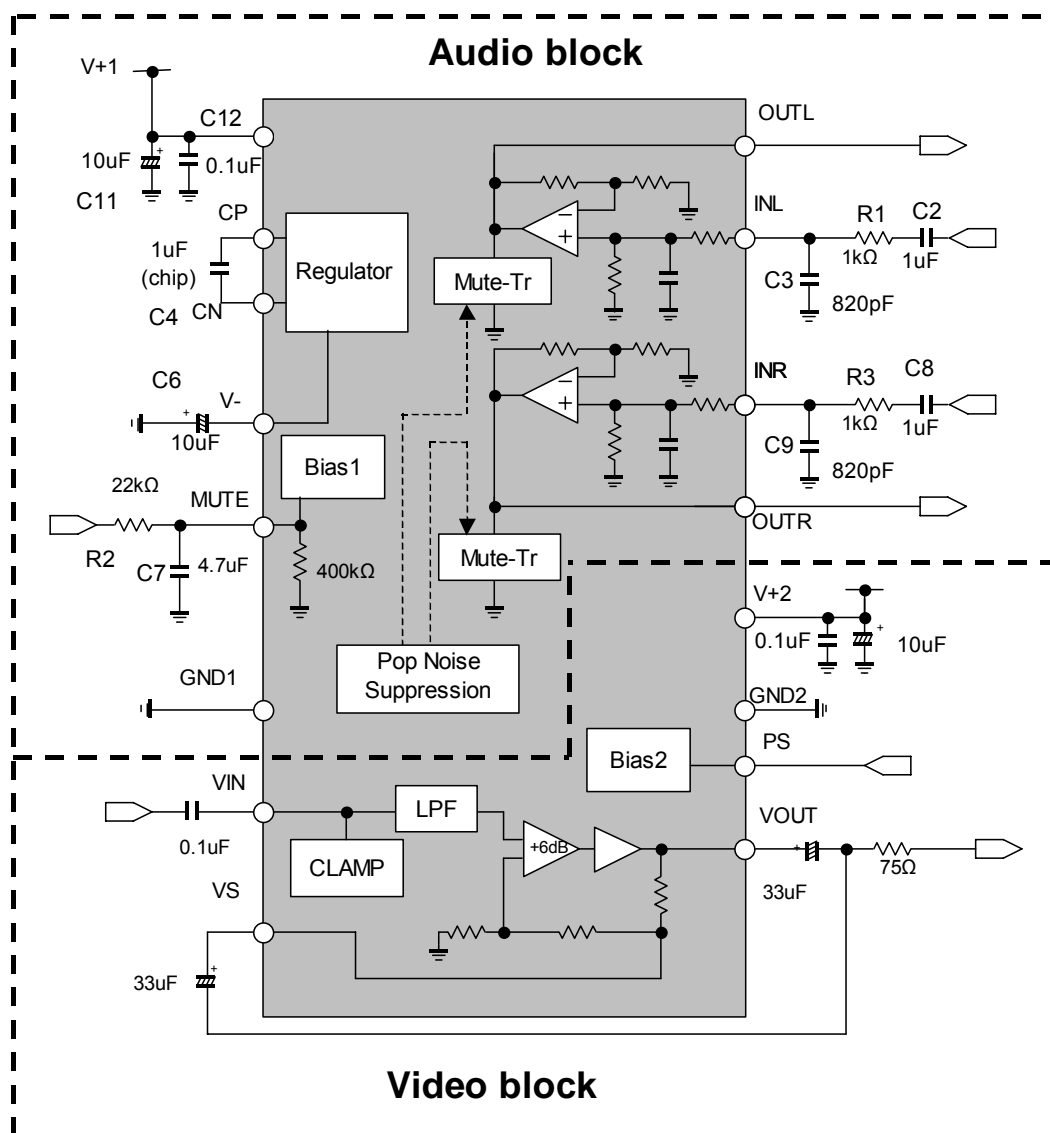 Audio block
V+1
C12
10uF
+
0.1uF
C11
CP
1uF
(chip)
C4
CN
Regulator
C6
V-
+
10uF
Bias1
22kΩ
MUTE
R2
C7
4.7uF
400kΩ
GND1
Pop Noise
Suppression
Mute-Tr
Mute-Tr
−
+
−
+
OUTL
INL
R1
C2
1kΩ
1uF
C3
820pF
INR
R3
C8
1kΩ
1uF
C9
820pF
OUTR
V+2
0.1uF
+
10uF
GND2
PS
Bias2
VIN
0.1uF
LPF
CLAMP
+6dB
VOUT
+
33uF
75Ω
VS
+
33uF
Video block